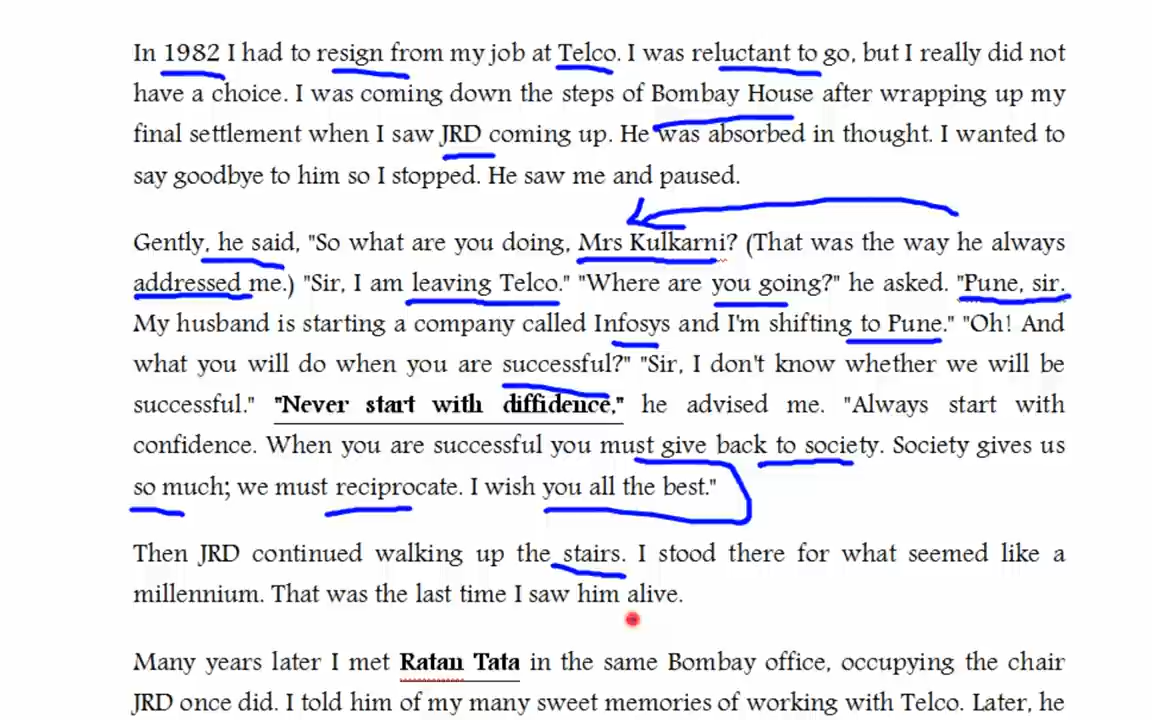 In 1982 I had to resign from my job at Telco. I was reluctant to go, but I really did not
have a choice. I was coming down the steps of Bombay House after wrapping up my
final settlement when I saw JRD coming up. He was absorbed in thought. I wanted to
say goodbye to him so I stopped. He saw me and paused.
Gently, he said, "So what are you doing, Mrs Kulkarni? (That was the way he always
addressed me.) "Sir, I am leaving Telco." "Where are you going?" he asked. "Pune, sir.
My husband is starting a company called Infosys and I'm shifting to Pune." "Oh! And
what you will do when you are successful?" "Sir, I don't know whether we will be
successful." "Never start with diffidence," he advised me. "Always start with
confidence. When you are successful you must give back to society. Society gives us
so much; we must reciprocate. I wish you all the best."
Then JRD continued walking up the stairs. I stood there for what seemed like a
millennium. That was the last time I saw him alive.
Many years later I met Ratan Tata in the same Bombay office, occupying the chair
JRD once did. I told him of my many sweet memories of working with Telco. Later, he